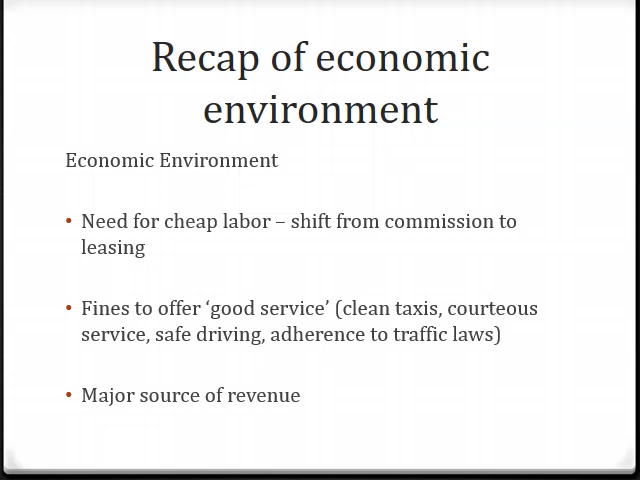 Recap of economic
environment
Economic Environment
• Need for cheap labor – shift from commission to
leasing
• Fines to offer ‘good service’ (clean taxis, courteous
service, safe driving, adherence to traffic laws)
• Major source of revenue